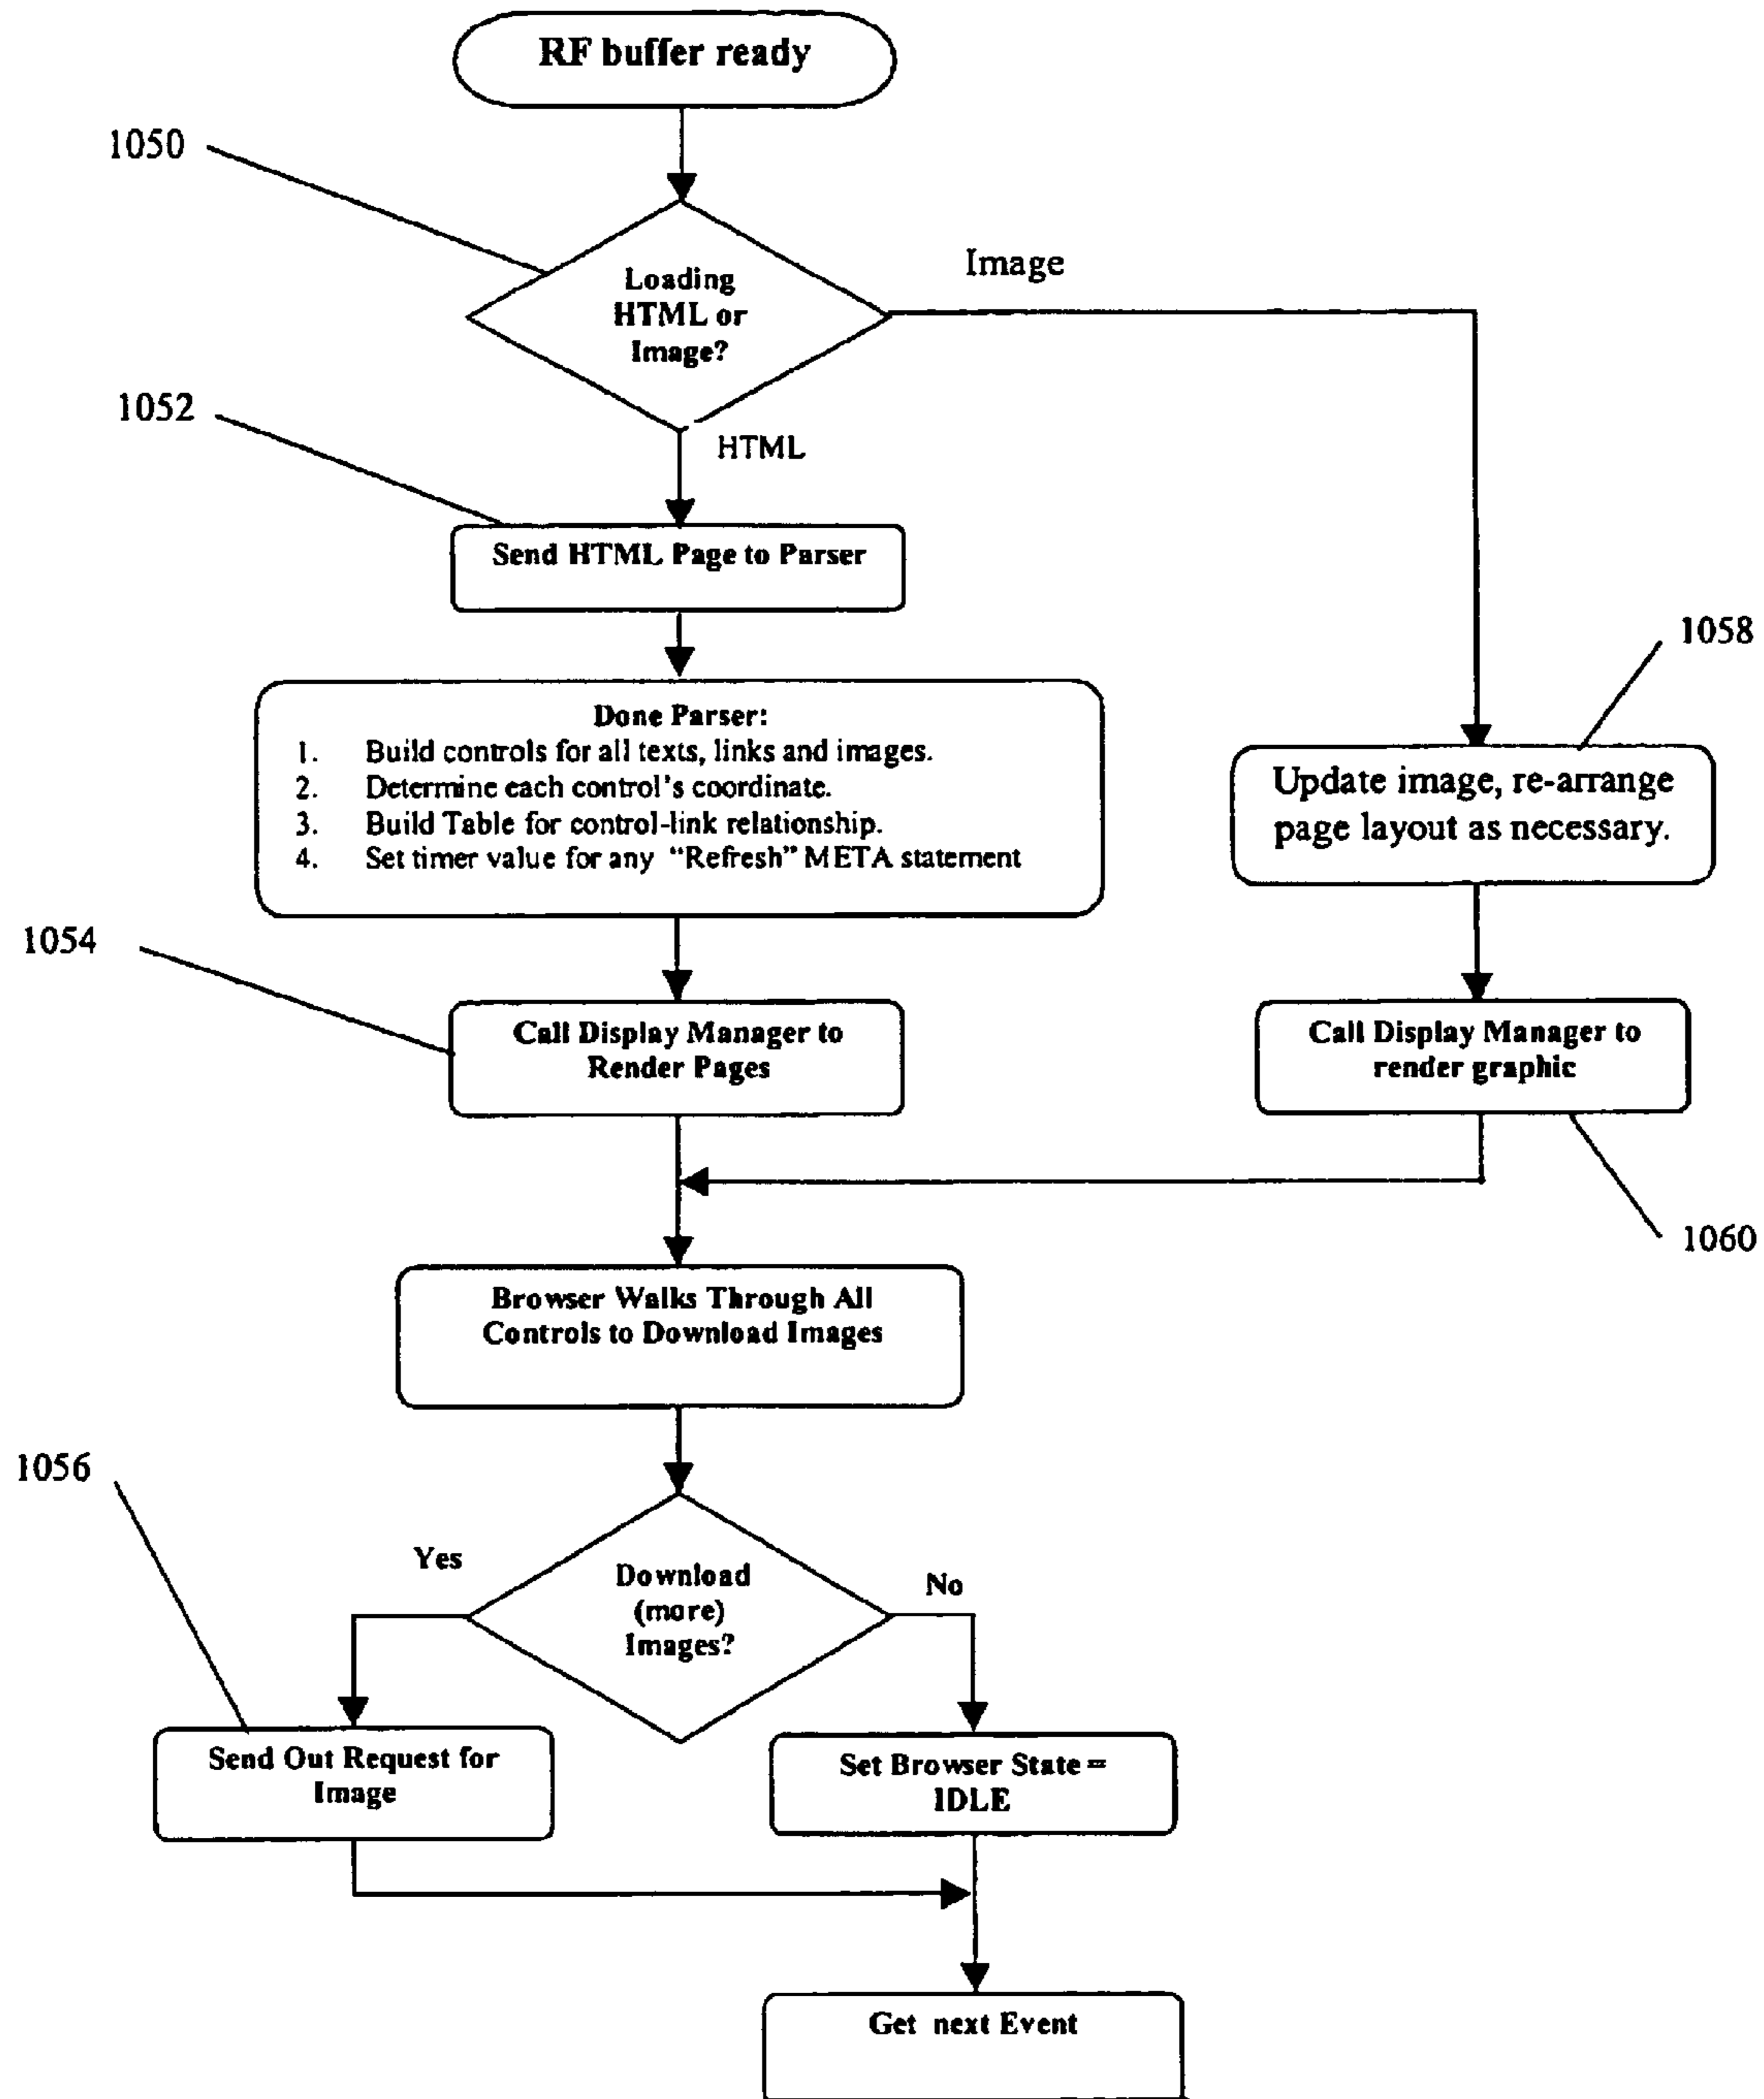 RF buffer ready
1050
Loading
HTML or
Image?
Image
1052
HTML
Send HTML Page to Parser
Done Parser:
1. Build controls for all texts, links and images.
2. Determine each control's coordinate.
3. Build Table for control-link relationship.
4. Set timer value for any “Refresh” META statement
1058
Update image, re-arrange
page layout as necessary.
1054
Call Display Manager to
Render Pages
Call Display Manager to
render graphic
1060
Browser Walks Through All
Controls to Download Images
1056
Yes
Download
(more)
Images?
No
Send Out Request for
Image
Set Browser State =
IDLE
Get next Event